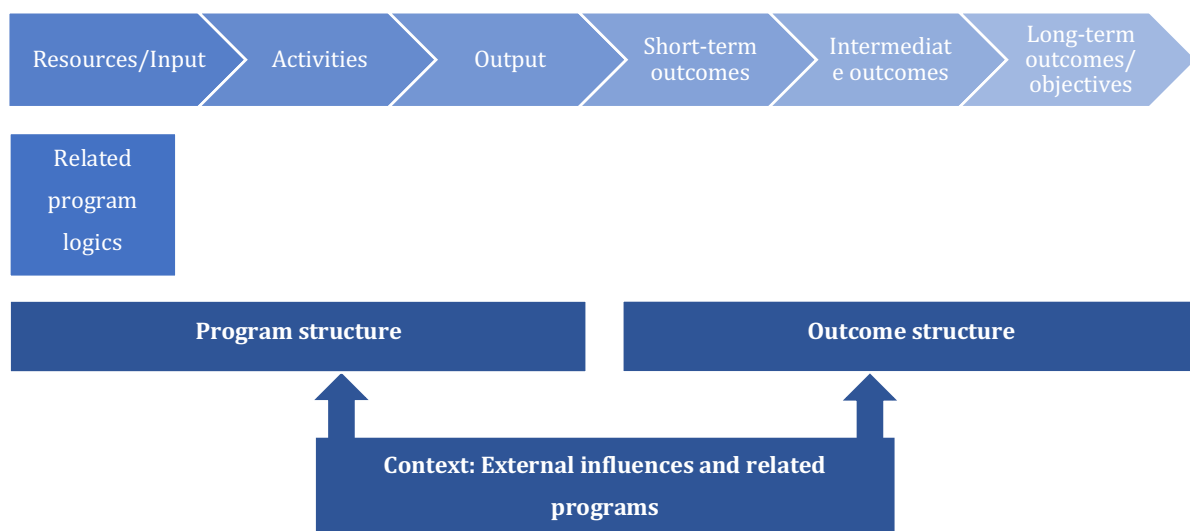 Resources/Input
Activities
Output
Short-term
outcomes
Intermediat
e outcomes
Long-term
outcomes/
objectives
Related
program
logics
Program structure
Outcome structure
Context: External influences and related
programs